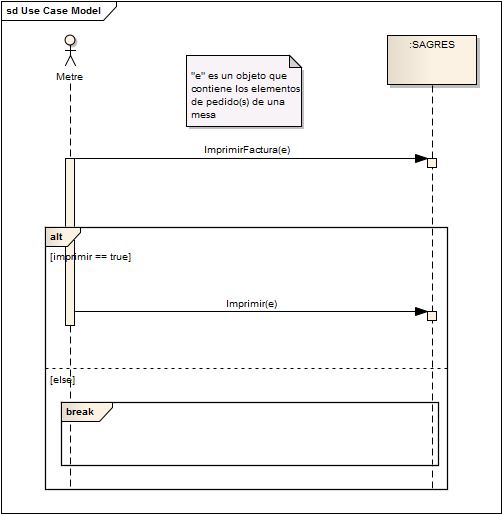 sd Use Case Model
Metre
:SAGRES
"e" es un objeto que
contiene los elementos
de pedido(s) de una
mesa
ImprimirFactura(e)
alt
[imprimir == true]
Imprimir(e)
[else]
break